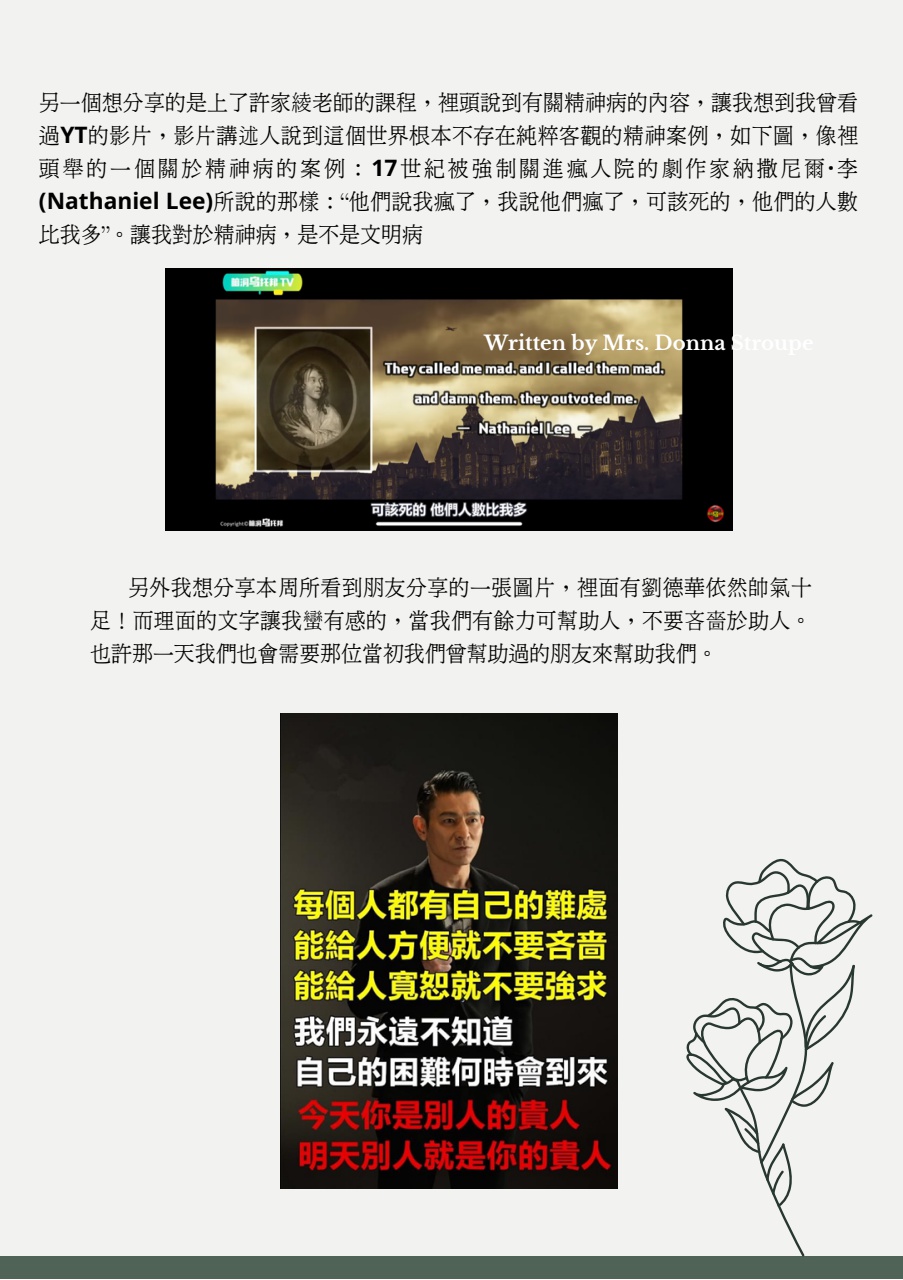 另一個想分享的是上了許家綾老師的課程，裡頭說到有關精神病的內容，讓我想到我曾看
過YT的影片，影片講述人說到這個世界根本不存在純粹客觀的精神案例，如下圖，像裡
頭舉的一個關於精神病的案例：17世紀被強制關進瘋人院的劇作家納撒尼爾·李
(Nathaniel Lee)所說的那樣：“他們說我瘋了，我說他們瘋了，可該死的，他們的人數
比我多”。讓我對於精神病，是不是文明病
TV
Written by Mrs. Donna Stroupe
They called me mad, and I called them mad,
and damn them, they outvoted me.
— Nathaniel Lee —
可該死的 他們人數比我多
Copyright©腦洞烏托邦
另外我想分享本周所看到朋友分享的一張圖片，裡面有劉德華依然帥氣十
足！而理面的文字讓我蠻有感的，當我們有餘力可幫助人，不要吝嗇於助人。
也許那一天我們也會需要那位當初我們曾幫助過的朋友來幫助我們。
每個人都有自己的難處
能給人方便就不要吝嗇
能給人寬恕就不要強求
我們永遠不知道
自己的困難何時會到來
今天你是別人的貴人
明天別人就是你的貴人